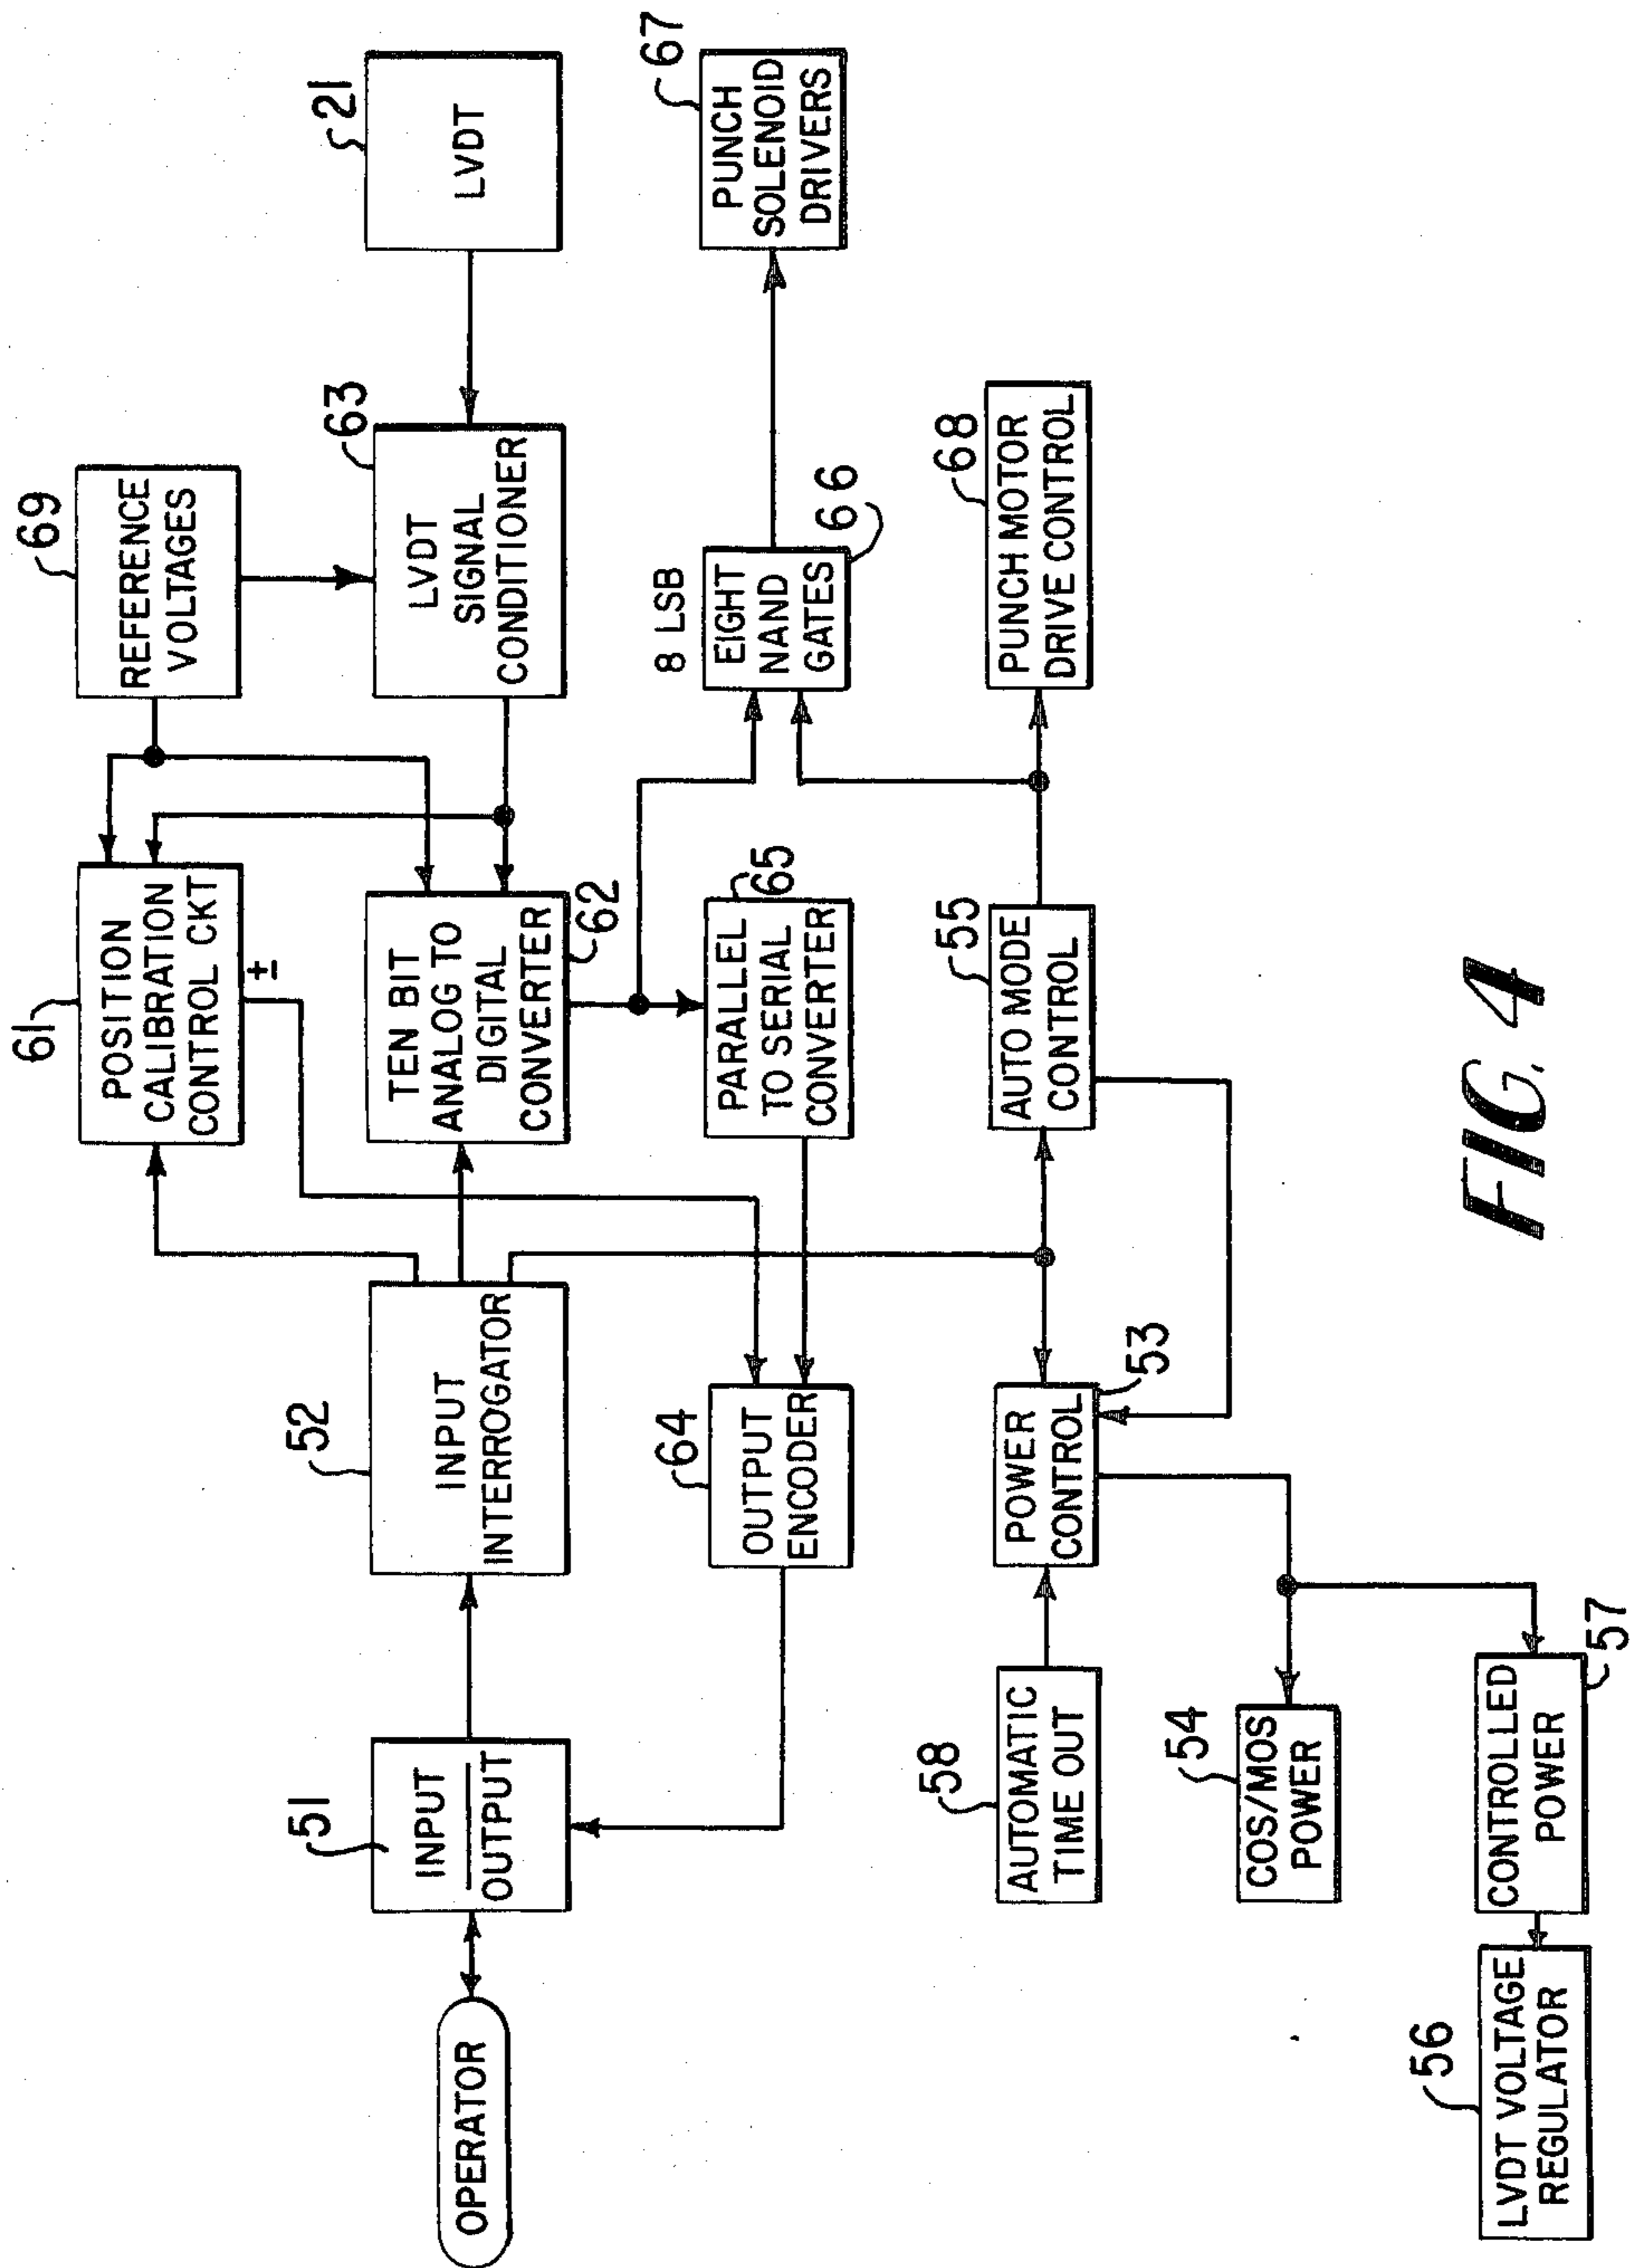 61
POSITION
CALIBRATION
CONTROL CKT
±
69
REFERENCE
VOLTAGES
OPERATOR
51
INPUT
OUTPUT
52
INPUT
INTERROGATOR
TEN BIT
ANALOG TO
DIGITAL
CONVERTER
62
63
LVDT
SIGNAL
CONDITIONER
21
LVDT
64
OUTPUT
ENCODER
PARALLEL
TO SERIAL
CONVERTER
65
8 LSB
EIGHT
NAND
GATES
66
67
PUNCH
SOLENOID
DRIVERS
58
AUTOMATIC
TIME OUT
POWER
CONTROL
53
55
AUTO MODE
CONTROL
68
PUNCH MOTOR
DRIVE CONTROL
54
COS/MOS
POWER
56
LVDT VOLTAGE
REGULATOR
CONTROLLED
POWER
57
FIG. 4